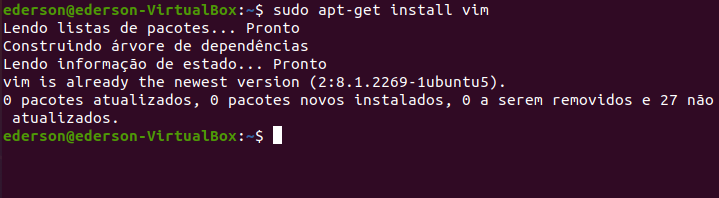 ederson@ederson-VirtualBox:~$ sudo apt-get install vim
Lendo listas de pacotes... Pronto
Construindo árvore de dependências
Lendo informação de estado... Pronto
vim is already the newest version (2:8.1.2269-1ubuntu5).
0 pacotes atualizados, 0 pacotes novos instalados, 0 a serem removidos e 27 não
 atualizados.
ederson@ederson-VirtualBox:~$